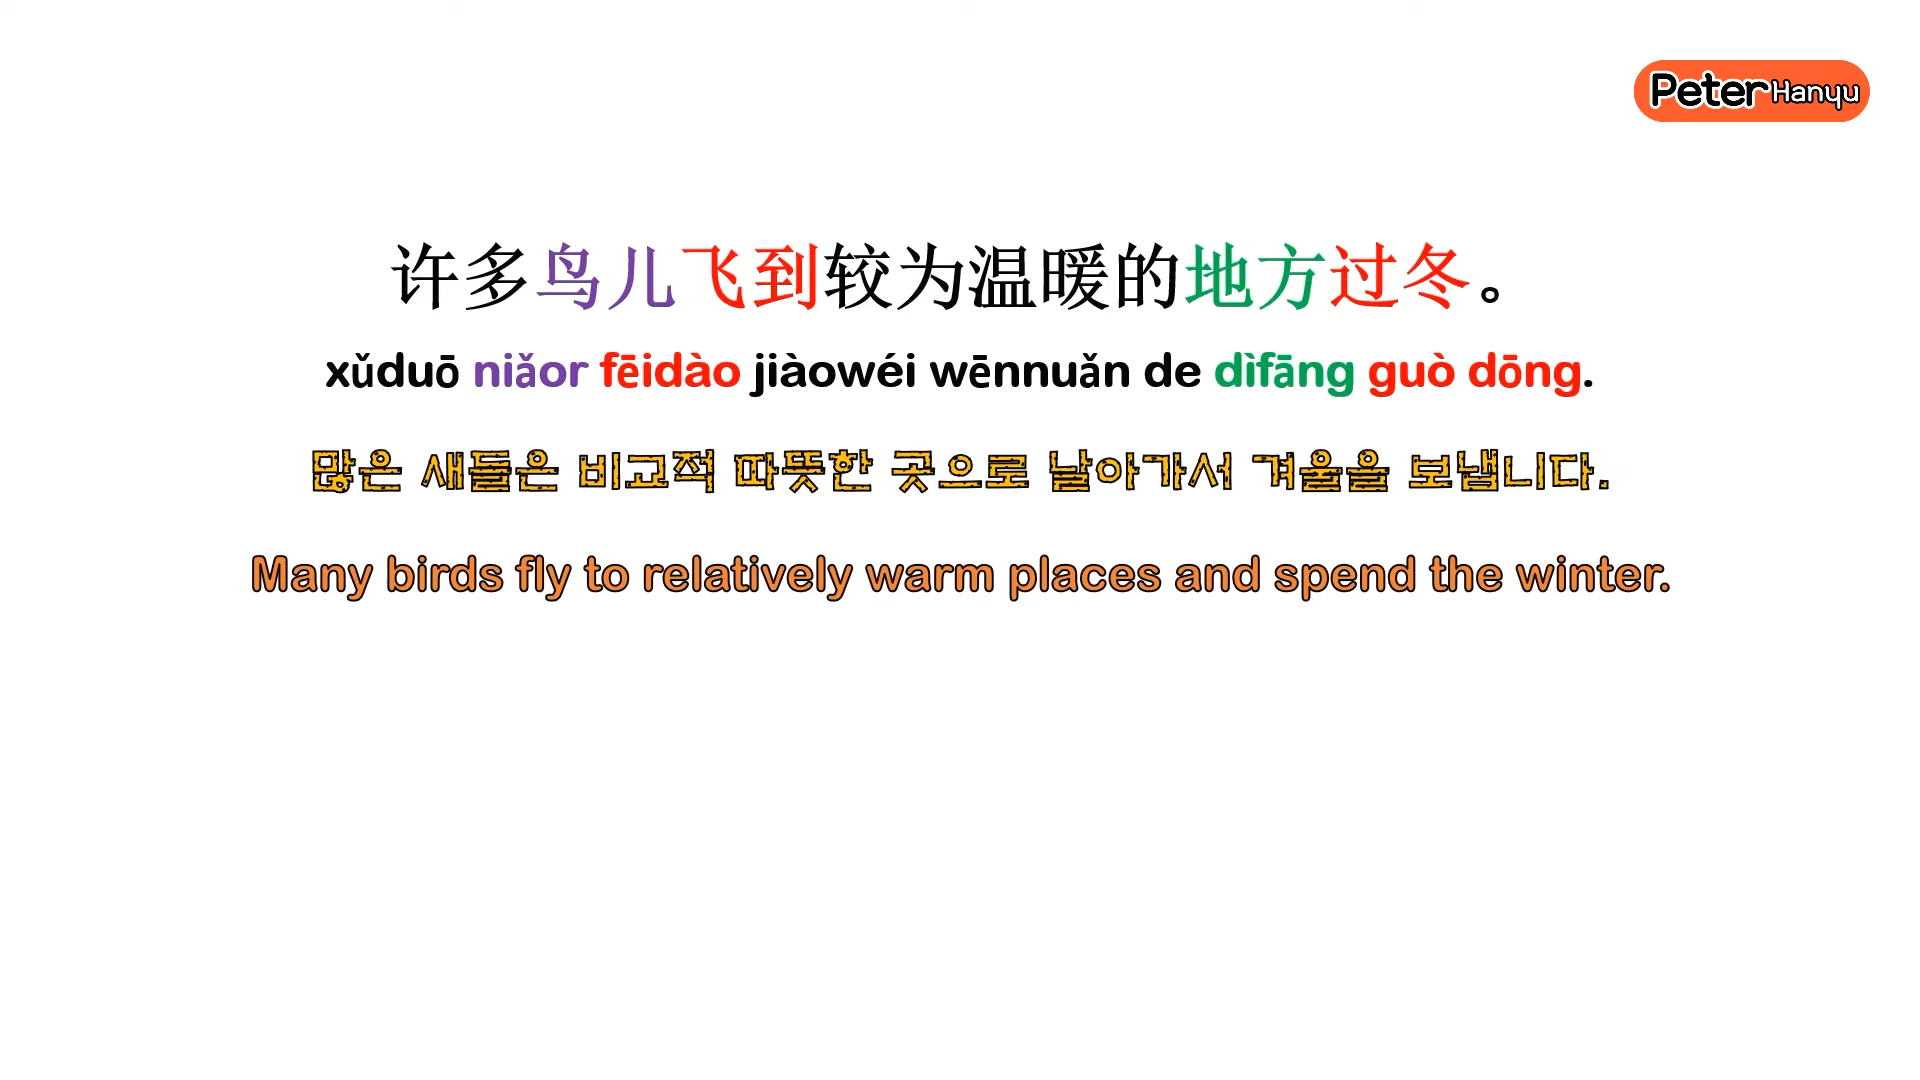 Peter Hanyu
许多鸟儿飞到较为温暖的地方过冬。
xǔduō niǎor fēidào jiàowéi wēnnuǎn de dìfāng guò dōng.
많은 새들은 비교적 따뜻한 곳으로 날아가서 겨울을 보냅니다.
Many birds fly to relatively warm places and spend the winter.